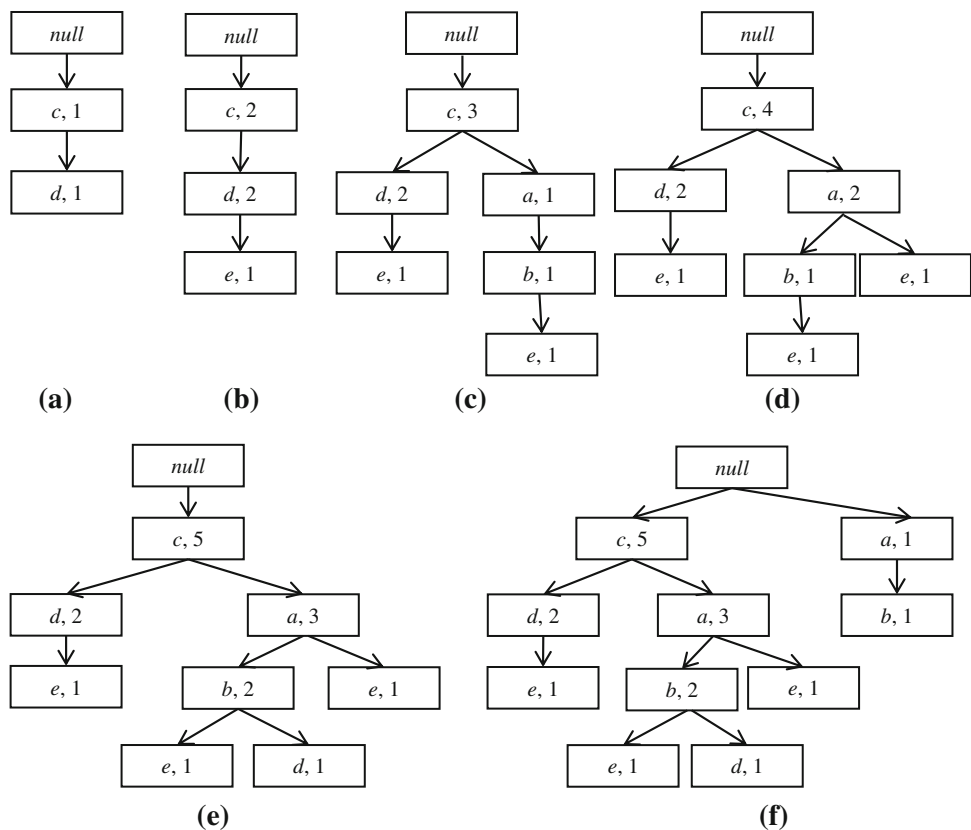 null
c, 1
d, 1
(a)
null
c, 2
d, 2
e, 1
(b)
null
c, 3
d, 2
a, 1
e, 1
b, 1
e, 1
(c)
null
c, 4
d, 2
a, 2
e, 1
b, 1
e, 1
e, 1
(d)
null
c, 5
d, 2
a, 3
e, 1
b, 2
e, 1
e, 1
d, 1
(e)
null
c, 5
a, 1
d, 2
a, 3
b, 1
e, 1
b, 2
e, 1
e, 1
d, 1
(f)